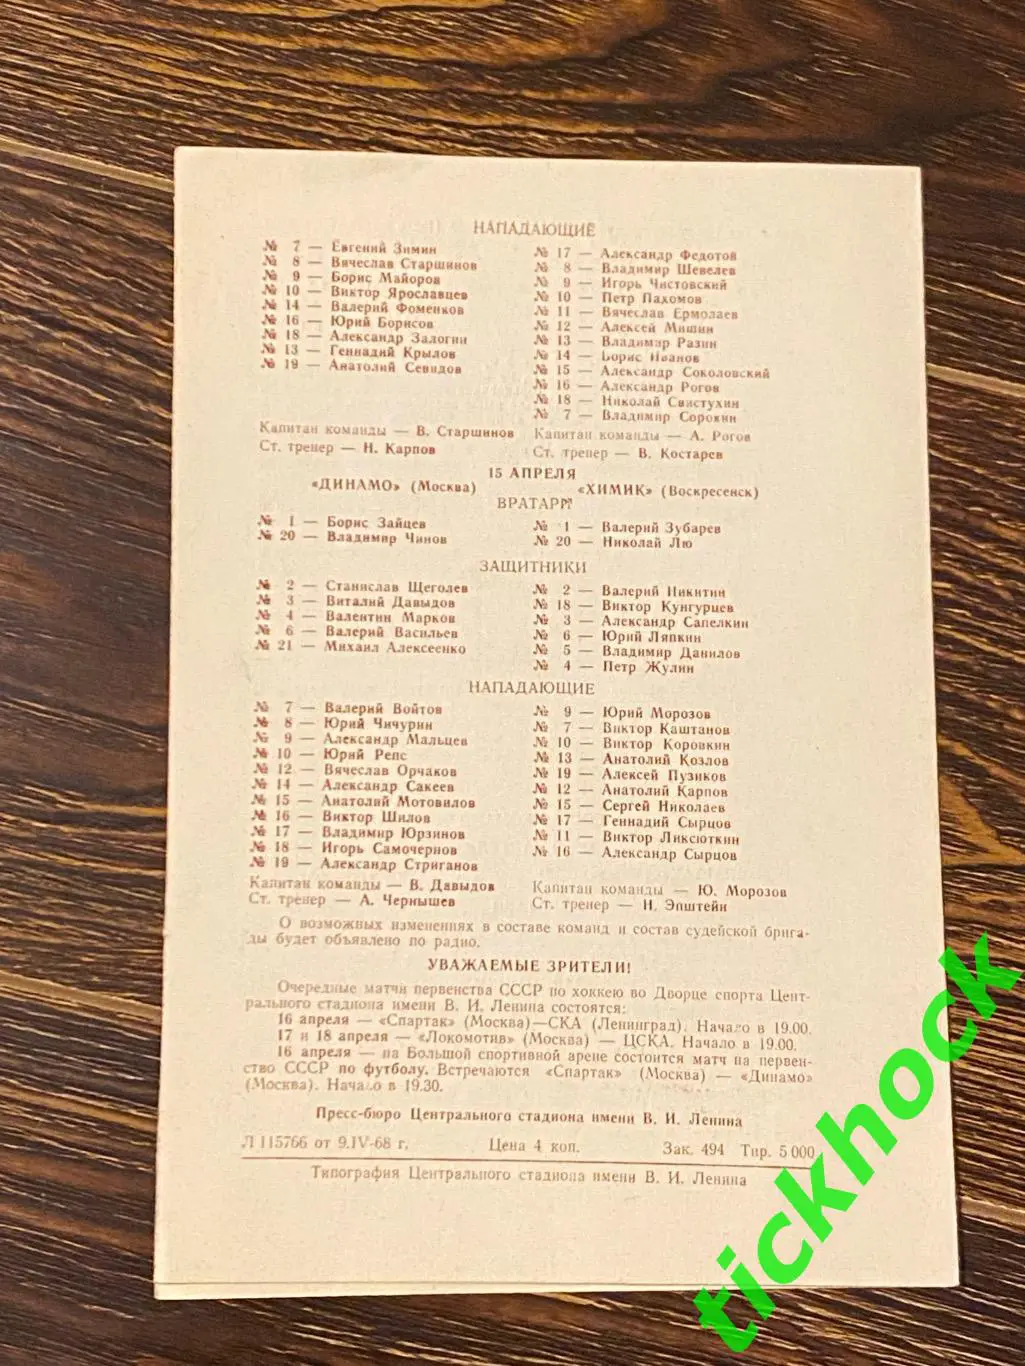 НАПАДАЮЩИЕ
№ 7 — Евгений Зимин
№ 8 — Вячеслав Старшинов
№ 9 — Борис Майоров
№ 10 — Виктор Ярославцев
№ 14 — Валерий Фоменков
№ 16 — Юрий Борисов
№ 18 — Александр Залогин
№ 13 — Геннадий Крылов
№ 19 — Анатолий Севидов
Капитан команды — В. Старшинов
Ст. тренер — Н. Карпов
№ 17 — Александр Федотов
№ 8 — Владимир Шевелев
№ 9 — Игорь Чистовский
№ 10 — Петр Пахомов
№ 11 — Вячеслав Ермолаев
№ 12 — Алексей Мишин
№ 13 — Владимир Разин
№ 14 — Борис Иванов
№ 15 — Александр Соколовский
№ 16 — Александр Рогов
№ 18 — Николай Свистухин
№ 7 — Владимир Сорокин
Капитан команды — А. Рогов
Ст. тренер — В. Костарев
15 АПРЕЛЯ
«ДИНАМО» (Москва) «ХИМИК» (Воскресенск)
ВРАТАРИ
№ 1 — Борис Зайцев
№ 20 — Владимир Чинов
№ 1 — Валерий Зубарев
№ 20 — Николай Лю
ЗАЩИТНИКИ
№ 2 — Станислав Щеголев
№ 3 — Виталий Давыдов
№ 4 — Валентин Марков
№ 6 — Валерий Васильев
№ 21 — Михаил Алексеенко
№ 2 — Валерий Никитин
№ 18 — Виктор Кунгурцев
№ 3 — Александр Сапелкин
№ 6 — Юрий Ляпкин
№ 5 — Владимир Данилов
№ 4 — Петр Жулин
НАПАДАЮЩИЕ
№ 7 — Валерий Войтов
№ 8 — Юрий Чичурин
№ 9 — Александр Мальцев
№ 10 — Юрий Репс
№ 12 — Вячеслав Орчаков
№ 14 — Александр Сакеев
№ 15 — Анатолий Мотовилов
№ 16 — Виктор Шилов
№ 17 — Владимир Юрзинов
№ 18 — Игорь Самочернов
№ 19 — Александр Стриганов
Капитан команды — В. Давыдов
Ст. тренер — А. Чернышев
№ 9 — Юрий Морозов
№ 7 — Виктор Каштанов
№ 10 — Виктор Коровкин
№ 13 — Анатолий Козлов
№ 19 — Алексей Пузиков
№ 12 — Анатолий Карпов
№ 15 — Сергей Николаев
№ 17 — Геннадий Сырцов
№ 11 — Виктор Ликсюткин
№ 16 — Александр Сырцов
Капитан команды — Ю. Морозов
Ст. тренер — Н. Эпштейн
О возможных изменениях в составе команд и состав судейской брига-
ды будет объявлено по радио.
УВАЖАЕМЫЕ ЗРИТЕЛИ!
Очередные матчи первенства СССР по хоккею во Дворце спорта Цент-
рального стадиона имени В. И. Ленина состоятся:
16 апреля — «Спартак» (Москва)—СКА (Ленинград). Начало в 19.00.
17 и 18 апреля — «Локомотив» (Москва) — ЦСКА. Начало в 19.00.
16 апреля — на Большой спортивной арене состоится матч на первен-
ство СССР по футболу. Встречаются «Спартак» (Москва) — «Динамо»
(Москва). Начало в 19.30.
Пресс-бюро Центрального стадиона имени В. И. Ленина
Л 115766 от 9.IV-68 г. Цена 4 коп. Зак. 494 Тир. 5 000
Типография Центрального стадиона имени В. И. Ленина
tickhock